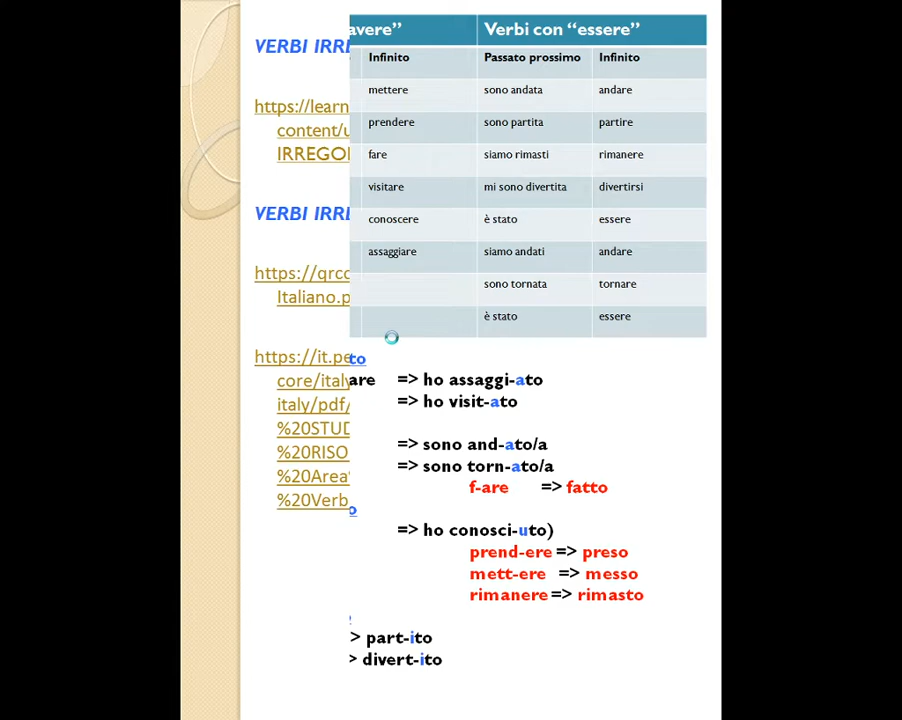 VERBI IRRE
https://learn
content/u
IRREGOL
VERBI IRRE
https://qrcc
Italiano.p
https://it.pe
core/italy
italy/pdf/
%20STUD
%20RISO
%20Area
%20Verb
avere” Verbi con “essere”
Infinito Passato prossimo Infinito
mettere sono andata andare
prendere sono partita partire
fare siamo rimasti rimanere
visitare mi sono divertita divertirsi
conoscere è stato essere
assaggiare siamo andati andare
sono tornata tornare
è stato essere
to
are => ho assaggi-ato
=> ho visit-ato
=> sono and-ato/a
=> sono torn-ato/a
f-are => fatto
o
=> ho conosci-uto)
prend-ere => preso
mett-ere => messo
rimanere => rimasto
> part-ito
> divert-ito